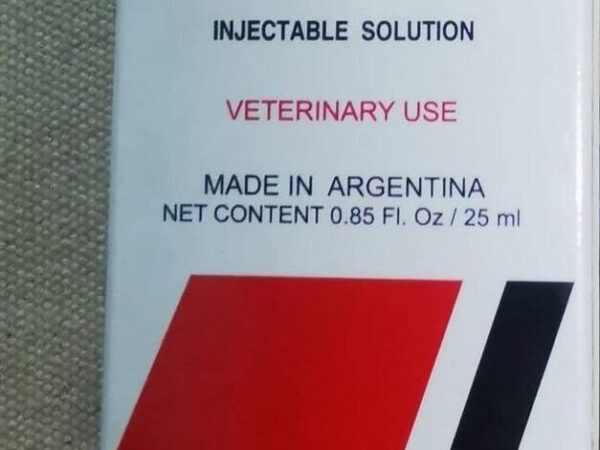 INJECTABLE SOLUTION
VETERINARY USE
MADE IN ARGENTINA
NET CONTENT 0.85 Fl. Oz / 25 ml